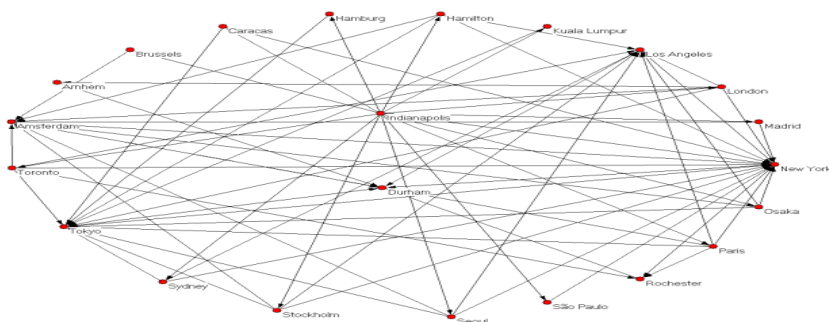 Hamburg
Hamilton
Caracas
Kuala Lumpur
Brussels
Los Angeles
Arnhem
London
Indianapolis
Amsterdam
Madrid
Toronto
New York
Durham
Osaka
Tokyo
Paris
Sydney
Rochester
São Paulo
Stockholm
Seoul